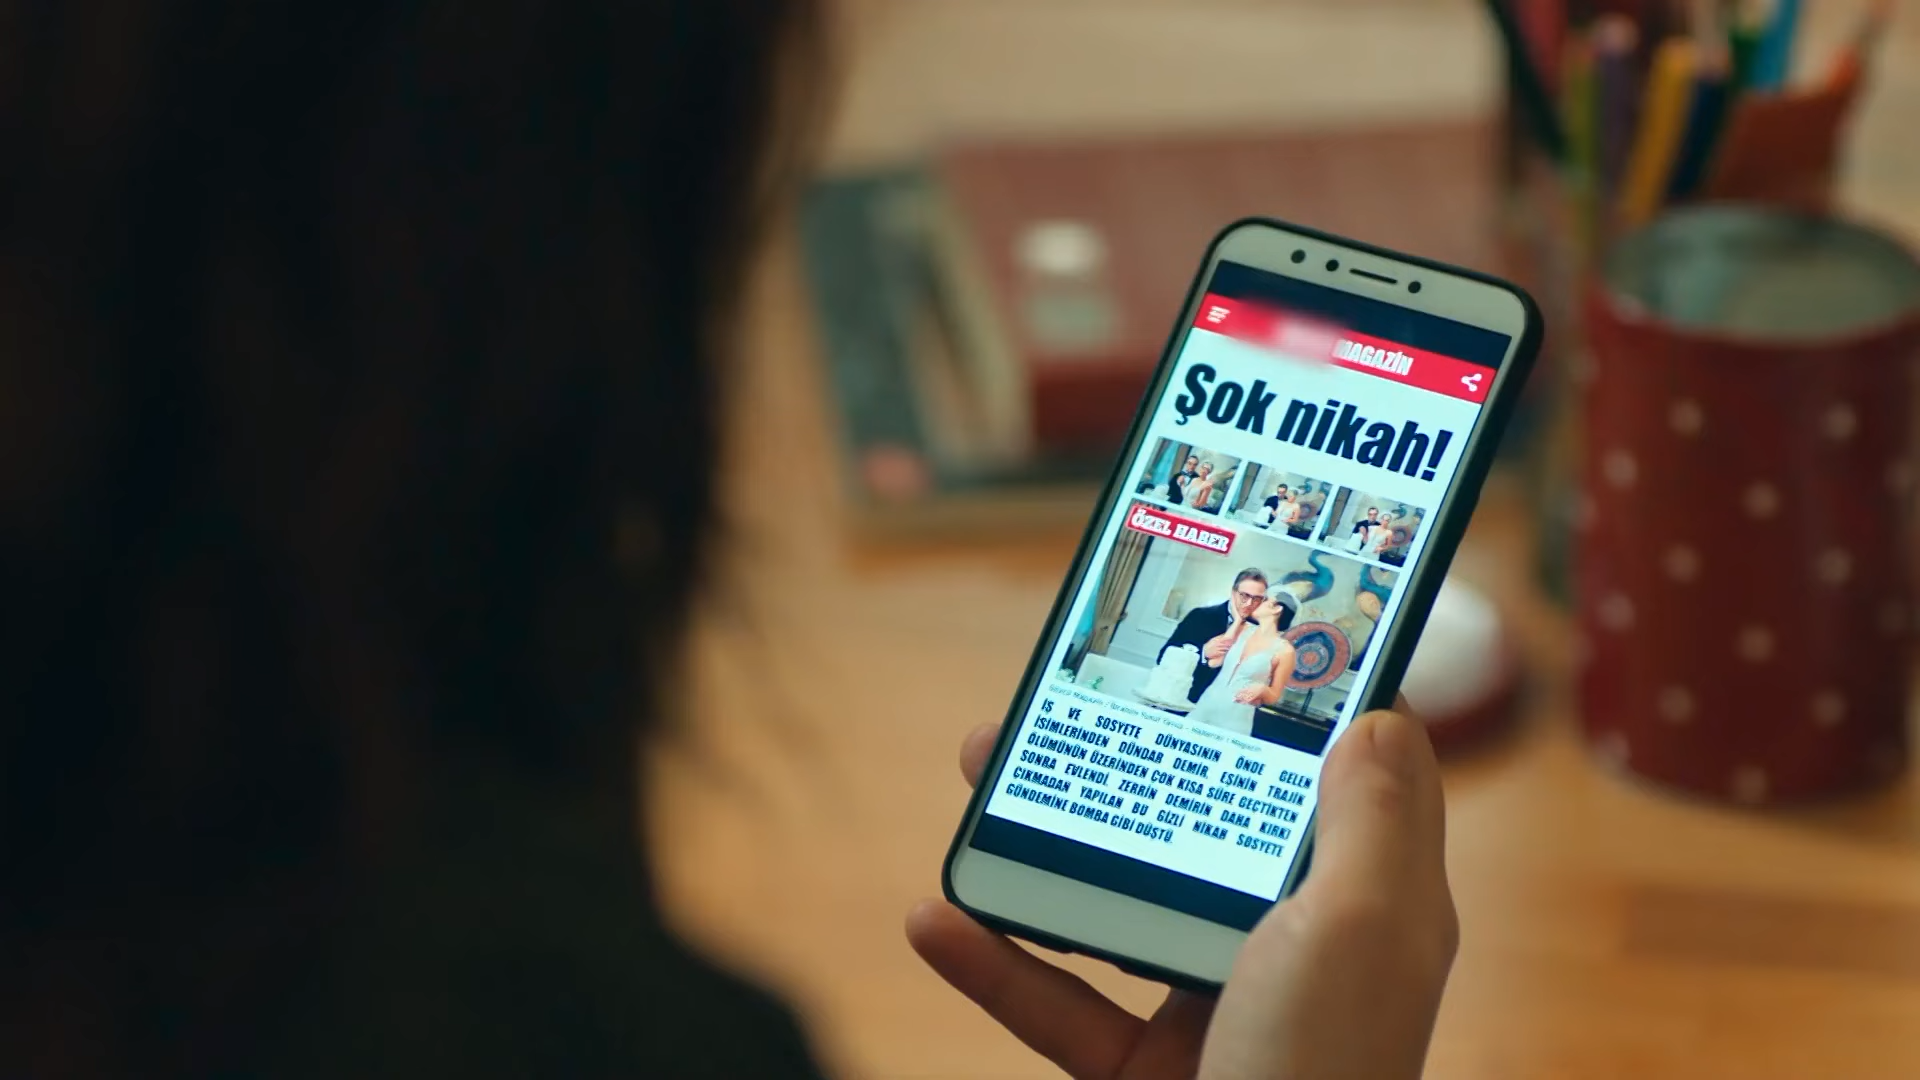 MAGAZİN
Şok nikah!
ÖZEL HABER
İŞ VE SOSYETE DÜNYASININ ÖNDE GELEN
İSİMLERİNDEN DÜNDAR DEMİR, EŞİNİN TRAJİK
ÖLÜMÜNÜN ÜZERİNDEN ÇOK KISA SÜRE GEÇTİKTEN
SONRA EVLENDİ. ZERRİN DEMİRİN DAHA KIRKI
ÇIKMADAN YAPILAN BU GİZLİ NİKAH SOSYETE
GÜNDEMİNE BOMBA GİBİ DÜŞTÜ.